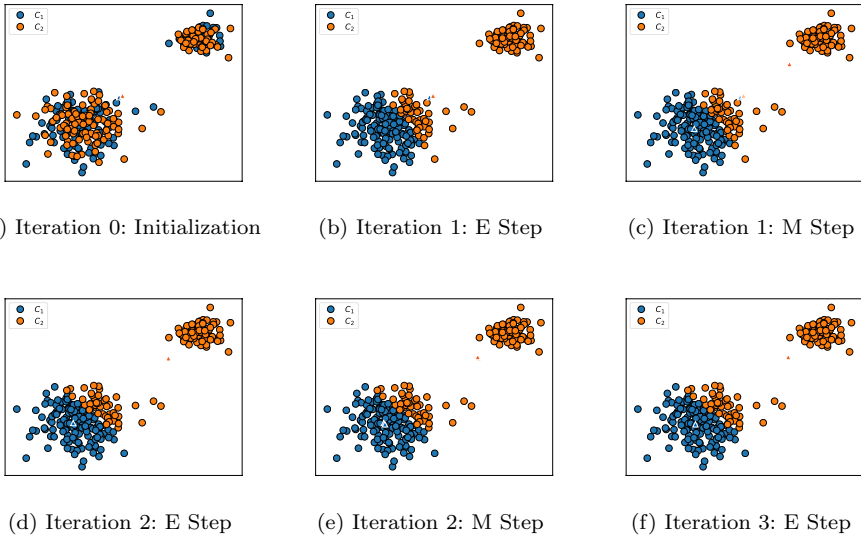 C₁
C₂
C₁
C₂
C₁
C₂
) Iteration 0: Initialization
(b) Iteration 1: E Step
(c) Iteration 1: M Step
C₁
C₂
C₁
C₂
C₁
C₂
(d) Iteration 2: E Step
(e) Iteration 2: M Step
(f) Iteration 3: E Step